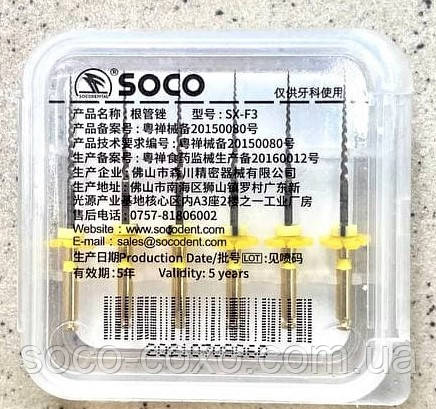 SOCO
SOCODENTAL
®
仅供牙科使用
产品名称：根管锉 型号：SX-F3
产品备案号：粤禅械备20150080号
产品技术要求编号：粤禅械备20150080号
生产备案号：粤禅食药监械生产备20160012号
生产企业：佛山市森川精密器械有限公司
生产地址：佛山市南海区狮山镇罗村广东新
光源产业基地核心区内A3座2楼之一工业厂房
售后电话：0757-81806002
Website：www.socodent.com
E-mail：sales@socodent.com
生产日期Production Date/批号LOT:见喷码
有效期：5年 Validity: 5 years
soco-coxo.com.ua